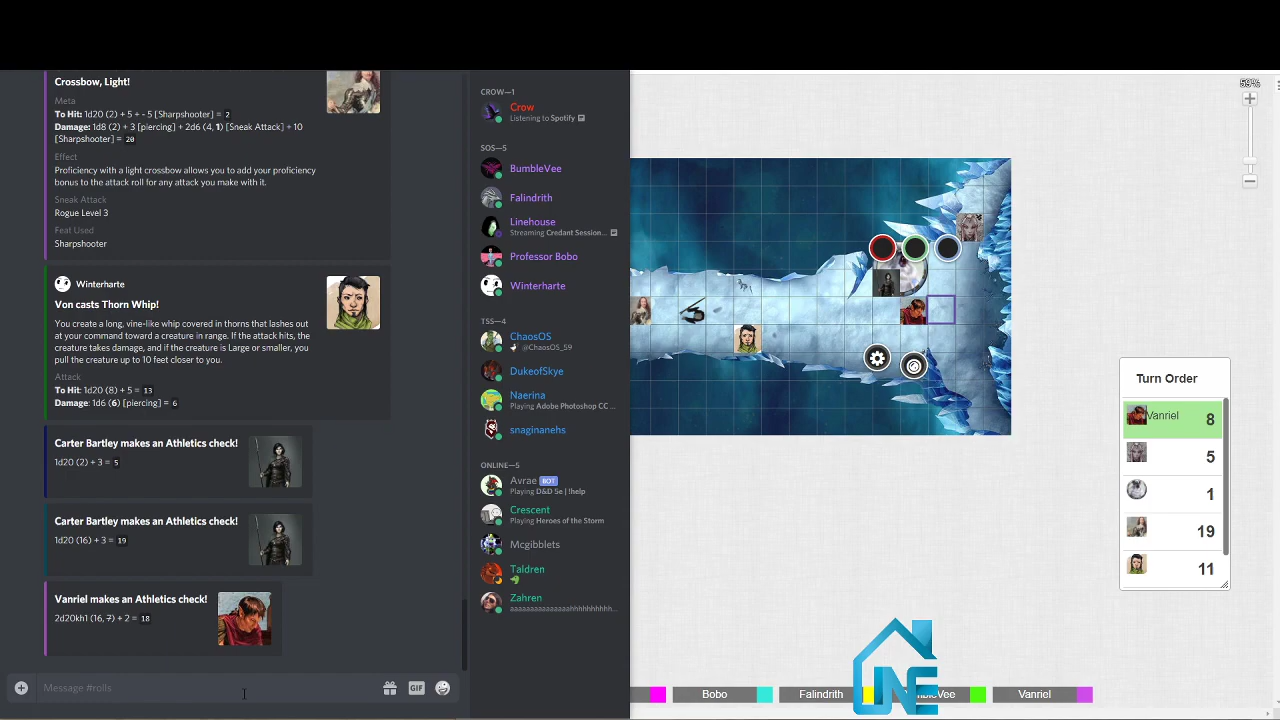 Crossbow, Light!
Meta
To Hit: 1d20 (2) + 5 + - 5 [Sharpshooter] = 2
Damage: 1d8 (2) + 3 [piercing] + 2d6 (4, 1) [Sneak Attack] + 10
[Sharpshooter] = 20
Effect
Proficiency with a light crossbow allows you to add your proficiency
bonus to the attack roll for any attack you make with it.
Sneak Attack
Rogue Level 3
Feat Used
Sharpshooter
Winterharte
Von casts Thorn Whip!
You create a long, vine-like whip covered in thorns that lashes out
at your command toward a creature in range. If the attack hits, the
creature takes damage, and if the creature is Large or smaller, you
pull the creature up to 10 feet closer to you.
Attack
To Hit: 1d20 (8) + 5 = 13
Damage: 1d6 (6) [piercing] = 6
Carter Bartley makes an Athletics check!
1d20 (2) + 3 = 5
Carter Bartley makes an Athletics check!
1d20 (16) + 3 = 19
Vanriel makes an Athletics check!
2d20kh1 (16, 7) + 2 = 18
Message #rolls
GIF
CROW—1
Crow
Listening to Spotify
SOS—5
BumbleVee
Falindrith
Linehouse
Streaming Credant Session...
Professor Bobo
Winterharte
TSS—4
ChaosOS
@ChaosOS_59
DukeofSkye
Naerina
Playing Adobe Photoshop CC ...
snaginanehs
ONLINE—5
Avrae BOT
Playing D&D 5e | !help
Crescent
Playing Heroes of the Storm
Mcgibblets
Taldren
Zahren
aaaaaaaaaaaaaahhhhhhhhhh...
59%
Turn Order
Vanriel 8
5
1
19
11
Bobo
Falindrith
Vee
Vanriel